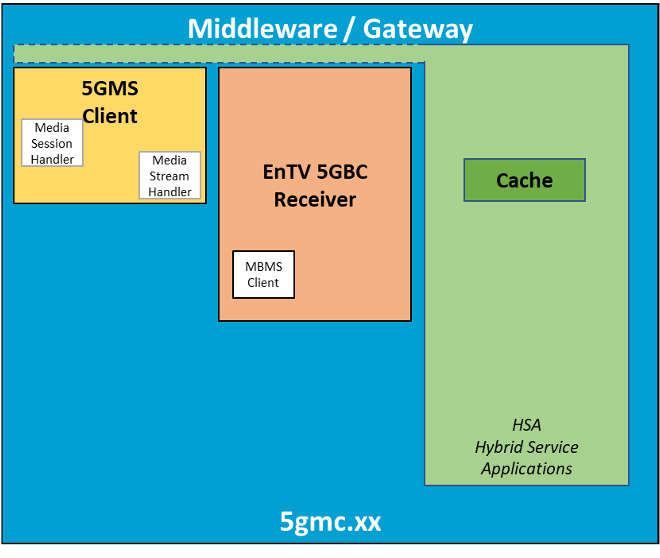 Middleware / Gateway
5GMS
Client
Media
Session
Handler
Media
Stream
Handler
EnTV 5GBC
Receiver
MBMS
Client
Cache
HSA
Hybrid Service
Applications
5gmc.xx